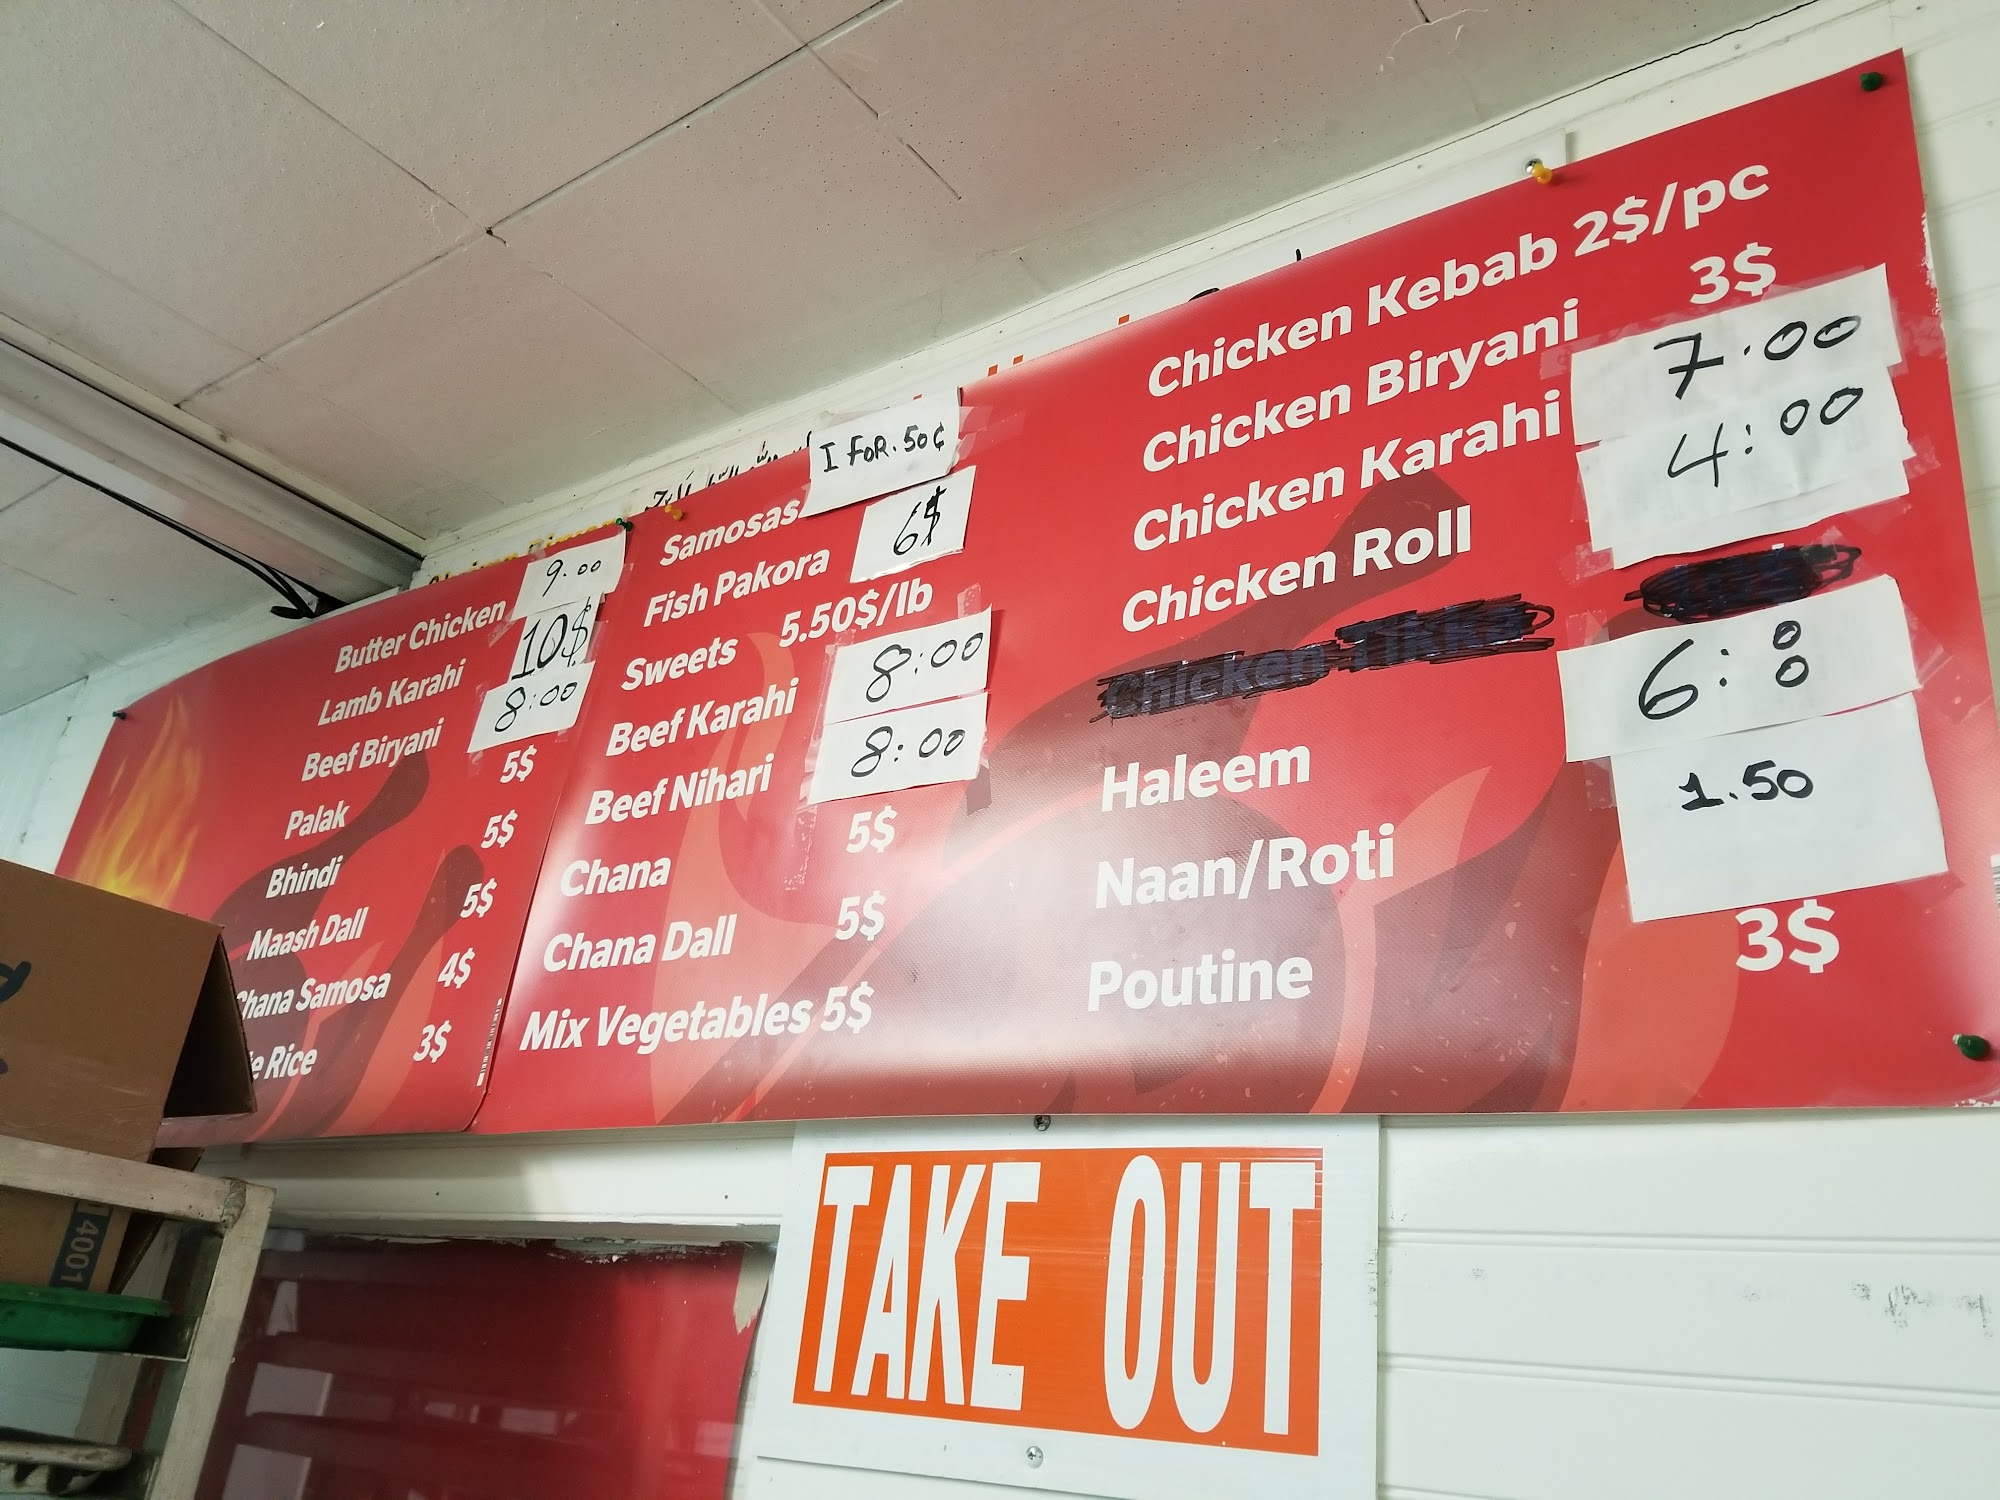 Butter Chicken 9.00
Lamb Karahi 10$
Beef Biryani 8:00
Palak 5$
Bhindi 5$
Maash Dall 5$
Samosa 4$
Rice 3$
Samosas I FOR .50¢
Fish Pakora 6$
Sweets 5.50$/lb
Beef Karahi 8:00
Beef Nihari 8:00
Chana 5$
Chana Dall 5$
Mix Vegetables 5$
Chicken Kebab 2$/pc
Chicken Biryani 3$
Chicken Karahi 7.00
Chicken Roll 4:00
Chicken Tikka
Haleem 6:00
Naan/Roti 1.50
Poutine 3$
TAKE OUT
4001